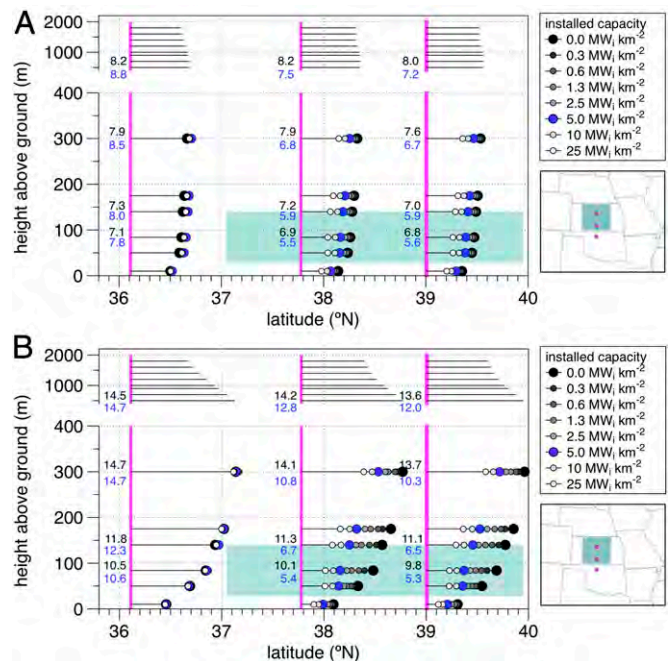 A
installed capacity
0.0 MWi km-2
0.3 MWi km-2
0.6 MWi km-2
1.3 MWi km-2
2.5 MWi km-2
5.0 MWi km-2
10 MWi km-2
25 MWi km-2
height above ground (m)
2000
1000
400
300
200
100
0
8.2 8.2 8.0
8.8 7.5 7.2
7.9 7.9 7.6
8.5 6.8 6.7
7.3 7.2 7.0
8.0 5.9 5.9
7.1 6.9 6.8
7.8 5.5 5.6
36 37 38 39 40
latitude (ºN)
B
installed capacity
0.0 MWi km-2
0.3 MWi km-2
0.6 MWi km-2
1.3 MWi km-2
2.5 MWi km-2
5.0 MWi km-2
10 MWi km-2
25 MWi km-2
height above ground (m)
2000
1000
400
300
200
100
0
14.5 14.2 13.6
14.7 12.8 12.0
14.7 14.1 13.7
14.7 10.8 10.3
11.8 11.3 11.1
12.3 6.7 6.5
10.5 10.1 9.8
10.6 5.4 5.3
36 37 38 39 40
latitude (ºN)